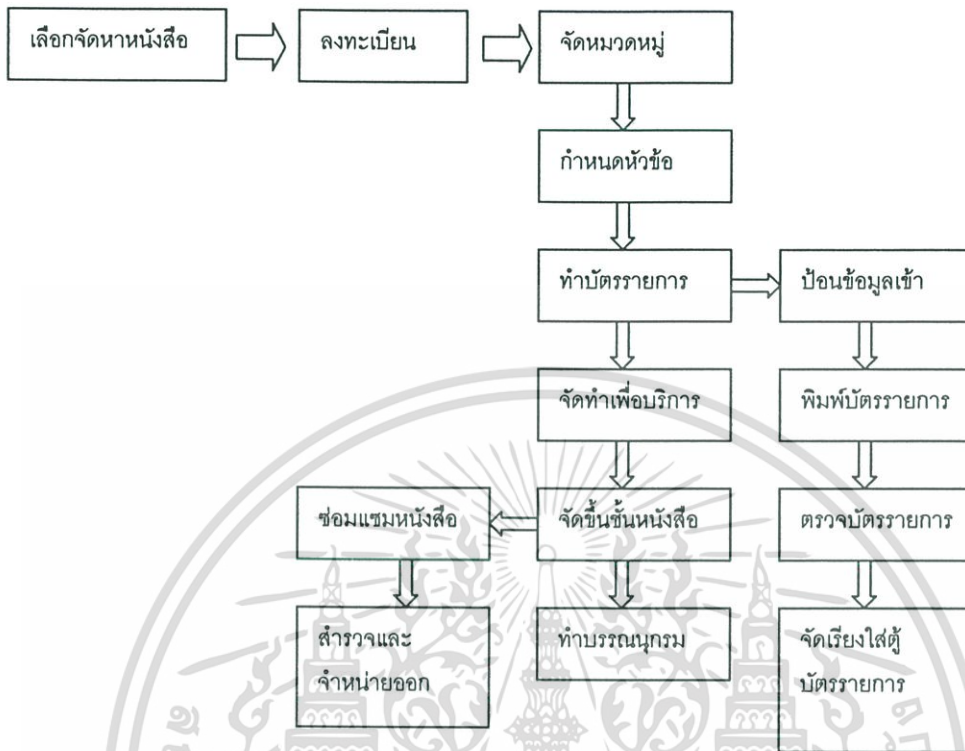 เลือกจัดหาหนังสือ
ลงทะเบียน
จัดหมวดหมู่
กำหนดหัวข้อ
ทำบัตรรายการ
ป้อนข้อมูลเข้า
จัดทำเพื่อบริการ
พิมพ์บัตรรายการ
ซ่อมแซมหนังสือ
จัดขึ้นชั้นหนังสือ
ตรวจบัตรรายการ
สำรวจและ
จำหน่ายออก
ทำบรรณนุกรม
จัดเรียงใส่ตู้
บัตรรายการ